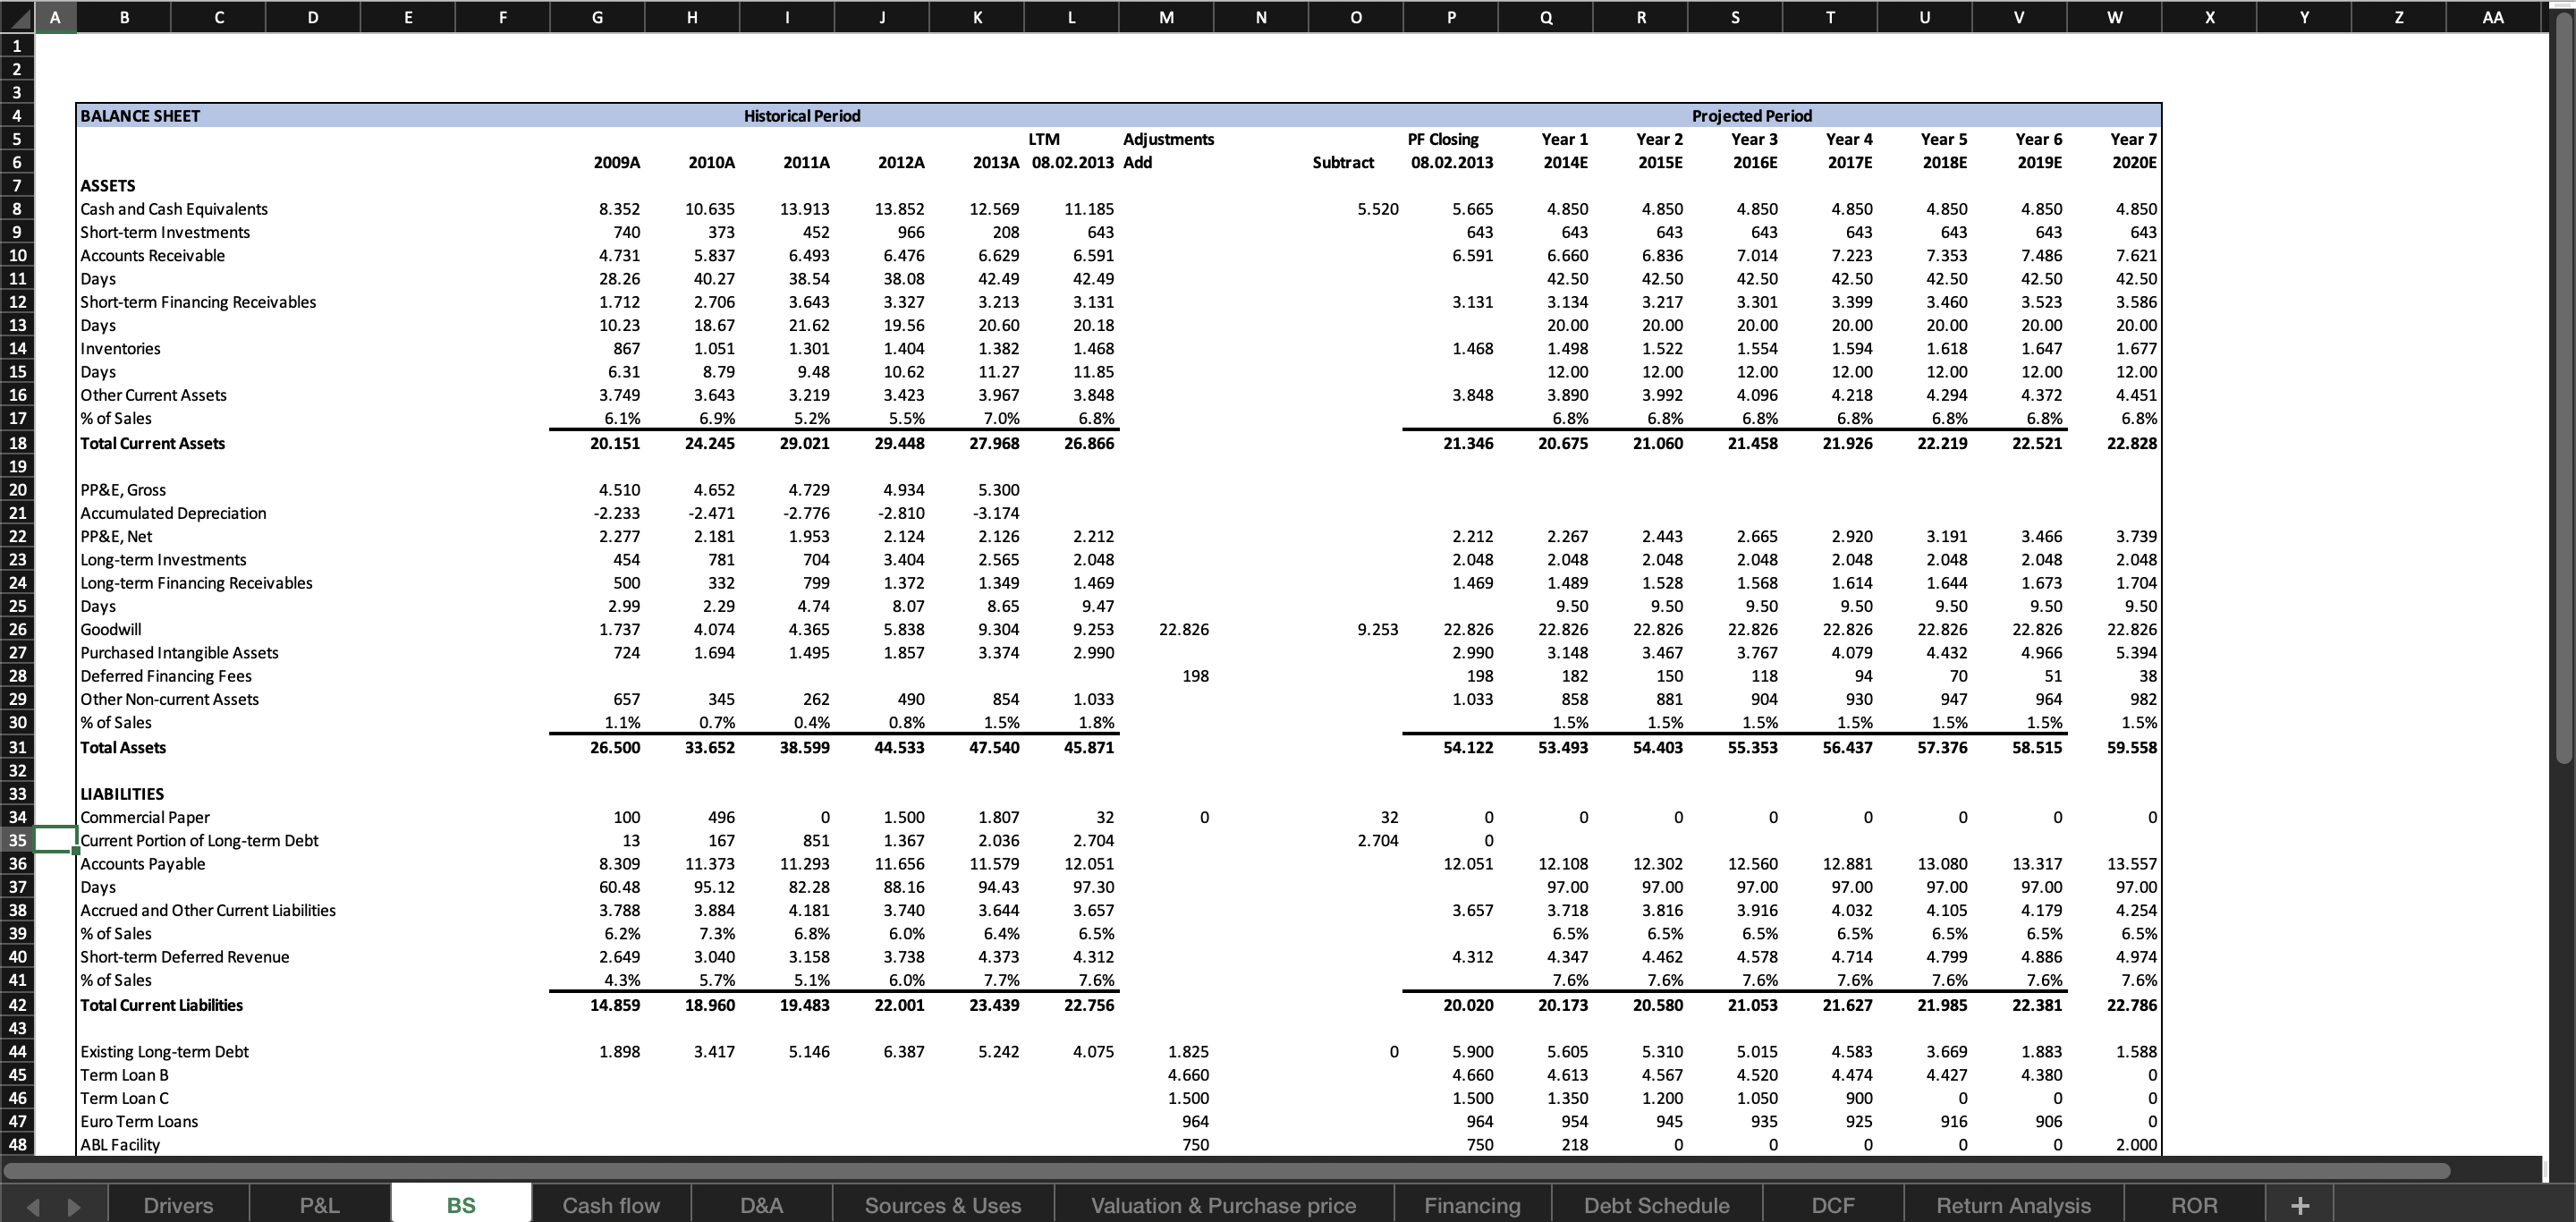 A B C D E F G H I J K L M N O P Q R S T U V W X Y Z AA
1
2
3
4 BALANCE SHEET Historical Period Projected Period
5 LTM Adjustments PF Closing Year 1 Year 2 Year 3 Year 4 Year 5 Year 6 Year 7
6 2009A 2010A 2011A 2012A 2013A 08.02.2013 Add Subtract 08.02.2013 2014E 2015E 2016E 2017E 2018E 2019E 2020E
7 ASSETS
8 Cash and Cash Equivalents 8.352 10.635 13.913 13.852 12.569 11.185 5.520 5.665 4.850 4.850 4.850 4.850 4.850 4.850 4.850
9 Short-term Investments 740 373 452 966 208 643 643 643 643 643 643 643 643 643
10 Accounts Receivable 4.731 5.837 6.493 6.476 6.629 6.591 6.591 6.660 6.836 7.014 7.223 7.353 7.486 7.621
11 Days 28.26 40.27 38.54 38.08 42.49 42.49 42.50 42.50 42.50 42.50 42.50 42.50 42.50
12 Short-term Financing Receivables 1.712 2.706 3.643 3.327 3.213 3.131 3.131 3.134 3.217 3.301 3.399 3.460 3.523 3.586
13 Days 10.23 18.67 21.62 19.56 20.60 20.18 20.00 20.00 20.00 20.00 20.00 20.00 20.00
14 Inventories 867 1.051 1.301 1.404 1.382 1.468 1.468 1.498 1.522 1.554 1.594 1.618 1.647 1.677
15 Days 6.31 8.79 9.48 10.62 11.27 11.85 12.00 12.00 12.00 12.00 12.00 12.00 12.00
16 Other Current Assets 3.749 3.643 3.219 3.423 3.967 3.848 3.848 3.890 3.992 4.096 4.218 4.294 4.372 4.451
17 % of Sales 6.1% 6.9% 5.2% 5.5% 7.0% 6.8% 6.8% 6.8% 6.8% 6.8% 6.8% 6.8% 6.8%
18 Total Current Assets 20.151 24.245 29.021 29.448 27.968 26.866 21.346 20.675 21.060 21.458 21.926 22.219 22.521 22.828
19
20 PP&E, Gross 4.510 4.652 4.729 4.934 5.300
21 Accumulated Depreciation -2.233 -2.471 -2.776 -2.810 -3.174
22 PP&E, Net 2.277 2.181 1.953 2.124 2.126 2.212 2.212 2.267 2.443 2.665 2.920 3.191 3.466 3.739
23 Long-term Investments 454 781 704 3.404 2.565 2.048 2.048 2.048 2.048 2.048 2.048 2.048 2.048 2.048
24 Long-term Financing Receivables 500 332 799 1.372 1.349 1.469 1.469 1.489 1.528 1.568 1.614 1.644 1.673 1.704
25 Days 2.99 2.29 4.74 8.07 8.65 9.47 9.50 9.50 9.50 9.50 9.50 9.50 9.50
26 Goodwill 1.737 4.074 4.365 5.838 9.304 9.253 22.826 9.253 22.826 22.826 22.826 22.826 22.826 22.826 22.826 22.826
27 Purchased Intangible Assets 724 1.694 1.495 1.857 3.374 2.990 2.990 3.148 3.467 3.767 4.079 4.432 4.966 5.394
28 Deferred Financing Fees 198 198 182 150 118 94 70 51 38
29 Other Non-current Assets 657 345 262 490 854 1.033 1.033 858 881 904 930 947 964 982
30 % of Sales 1.1% 0.7% 0.4% 0.8% 1.5% 1.8% 1.5% 1.5% 1.5% 1.5% 1.5% 1.5% 1.5%
31 Total Assets 26.500 33.652 38.599 44.533 47.540 45.871 54.122 53.493 54.403 55.353 56.437 57.376 58.515 59.558
32
33 LIABILITIES
34 Commercial Paper 100 496 0 1.500 1.807 32 0 32 0 0 0 0 0 0 0 0
35 Current Portion of Long-term Debt 13 167 851 1.367 2.036 2.704 2.704 0
36 Accounts Payable 8.309 11.373 11.293 11.656 11.579 12.051 12.051 12.108 12.302 12.560 12.881 13.080 13.317 13.557
37 Days 60.48 95.12 82.28 88.16 94.43 97.30 97.00 97.00 97.00 97.00 97.00 97.00 97.00
38 Accrued and Other Current Liabilities 3.788 3.884 4.181 3.740 3.644 3.657 3.657 3.718 3.816 3.916 4.032 4.105 4.179 4.254
39 % of Sales 6.2% 7.3% 6.8% 6.0% 6.4% 6.5% 6.5% 6.5% 6.5% 6.5% 6.5% 6.5% 6.5%
40 Short-term Deferred Revenue 2.649 3.040 3.158 3.738 4.373 4.312 4.312 4.347 4.462 4.578 4.714 4.799 4.886 4.974
41 % of Sales 4.3% 5.7% 5.1% 6.0% 7.7% 7.6% 7.6% 7.6% 7.6% 7.6% 7.6% 7.6% 7.6%
42 Total Current Liabilities 14.859 18.960 19.483 22.001 23.439 22.756 20.020 20.173 20.580 21.053 21.627 21.985 22.381 22.786
43
44 Existing Long-term Debt 1.898 3.417 5.146 6.387 5.242 4.075 1.825 0 5.900 5.605 5.310 5.015 4.583 3.669 1.883 1.588
45 Term Loan B 4.660 4.660 4.613 4.567 4.520 4.474 4.427 4.380 0
46 Term Loan C 1.500 1.500 1.350 1.200 1.050 900 0 0 0
47 Euro Term Loans 964 964 954 945 935 925 916 906 0
48 ABL Facility 750 750 218 0 0 0 0 0 2.000
Drivers P&L BS Cash flow D&A Sources & Uses Valuation & Purchase price Financing Debt Schedule DCF Return Analysis ROR +